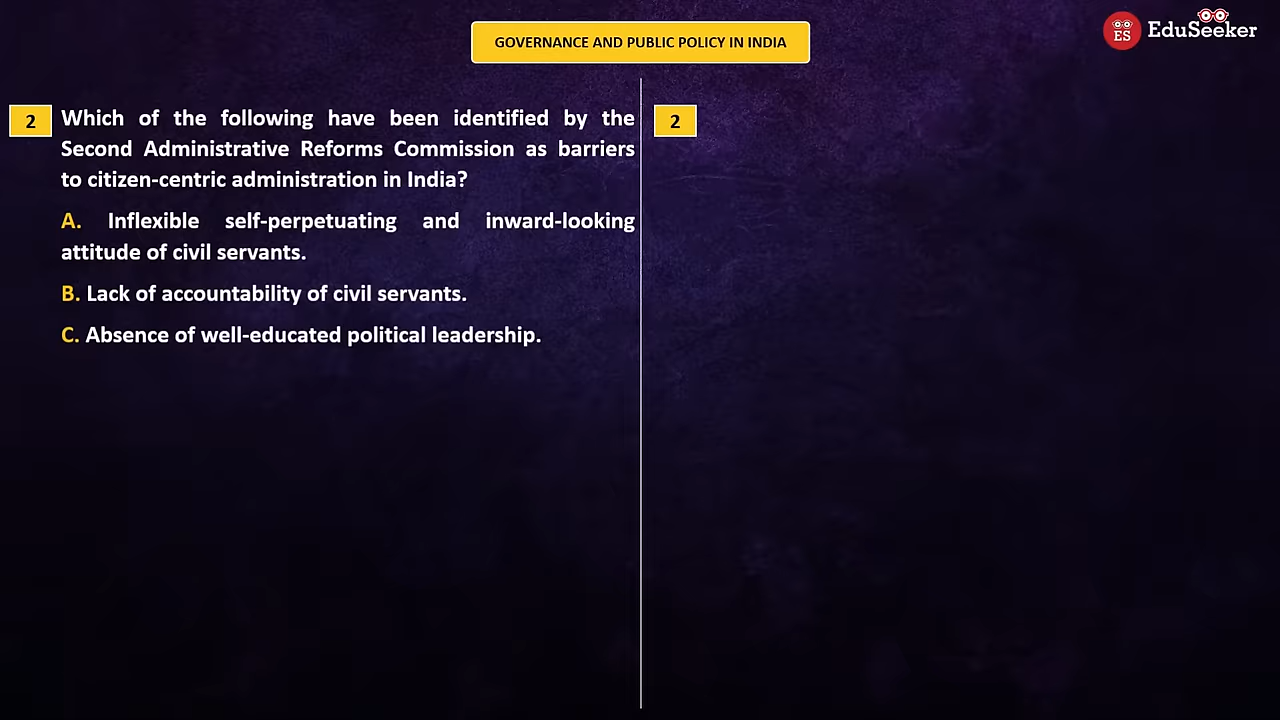 GOVERNANCE AND PUBLIC POLICY IN INDIA
ES EduSeeker
2 Which of the following have been identified by the
Second Administrative Reforms Commission as barriers
to citizen-centric administration in India?
A. Inflexible self-perpetuating and inward-looking
attitude of civil servants.
B. Lack of accountability of civil servants.
C. Absence of well-educated political leadership.
2